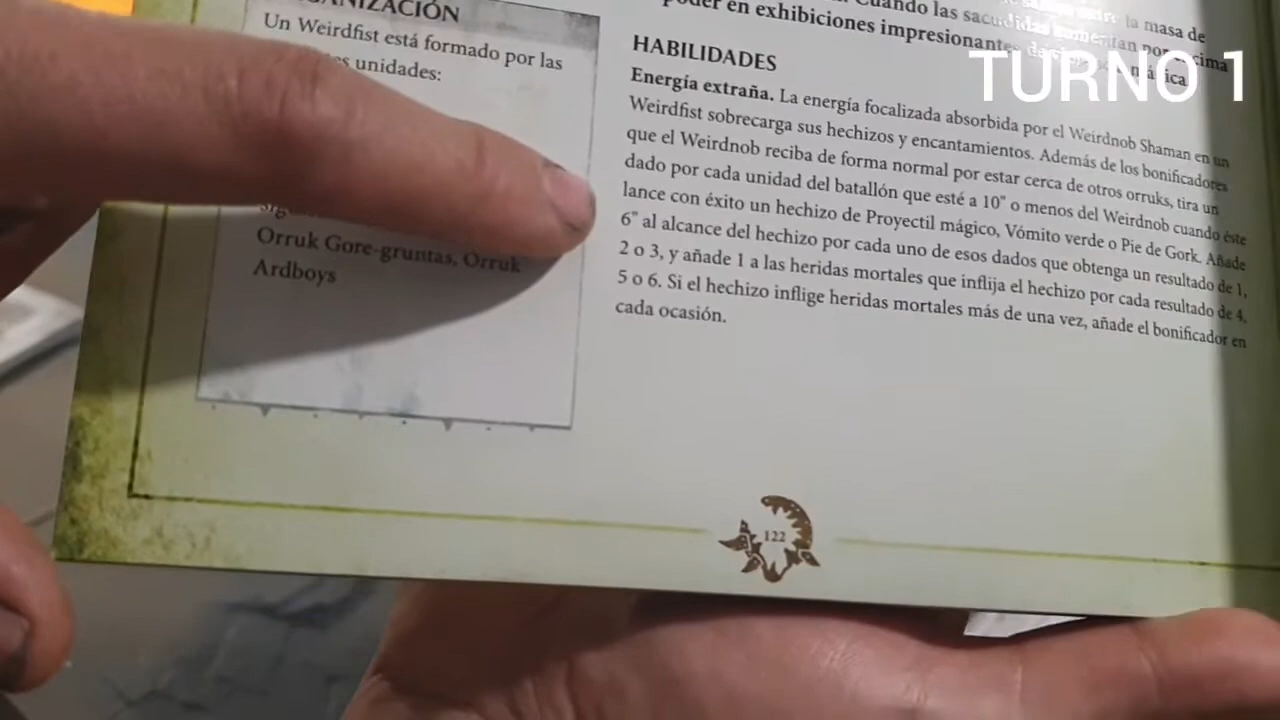 TURNO 1
ORGANIZACIÓN
Un Weirdfist está formado por las
unidades:
Orruk Gore-gruntas, Orruk
Ardboys
Cuando las sacudidas aumentan por encima
poder en exhibiciones impresionantes
HABILIDADES
Energía extraña. La energía focalizada absorbida por el Weirdnob Shaman en un
Weirdfist sobrecarga sus hechizos y encantamientos. Además de los bonificadores
que el Weirdnob reciba de forma normal por estar cerca de otros orruks, tira un
dado por cada unidad del batallón que esté a 10" o menos del Weirdnob cuando éste
lance con éxito un hechizo de Proyectil mágico, Vómito verde o Pie de Gork. Añade
6" al alcance del hechizo por cada uno de esos dados que obtenga un resultado de 1,
2 o 3, y añade 1 a las heridas mortales que inflija el hechizo por cada resultado de 4,
5 o 6. Si el hechizo inflige heridas mortales más de una vez, añade el bonificador en
cada ocasión.
122